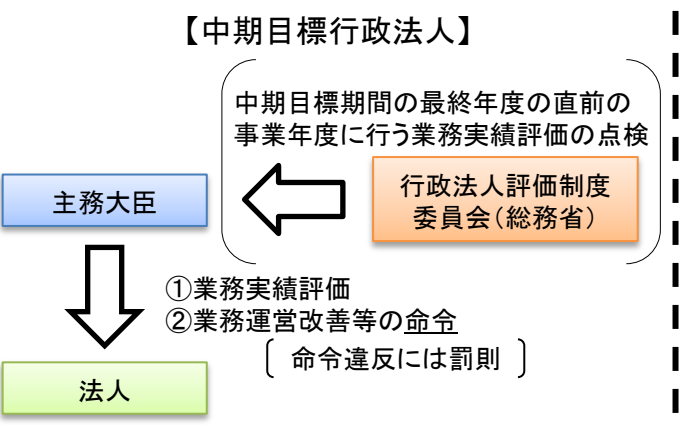 【中期目標行政法人】
中期目標期間の最終年度の直前の
事業年度に行う業務実績評価の点検
行政法人評価制度
委員会(総務省)
主務大臣
①業務実績評価
②業務運営改善等の命令
〔 命令違反には罰則 〕
法人